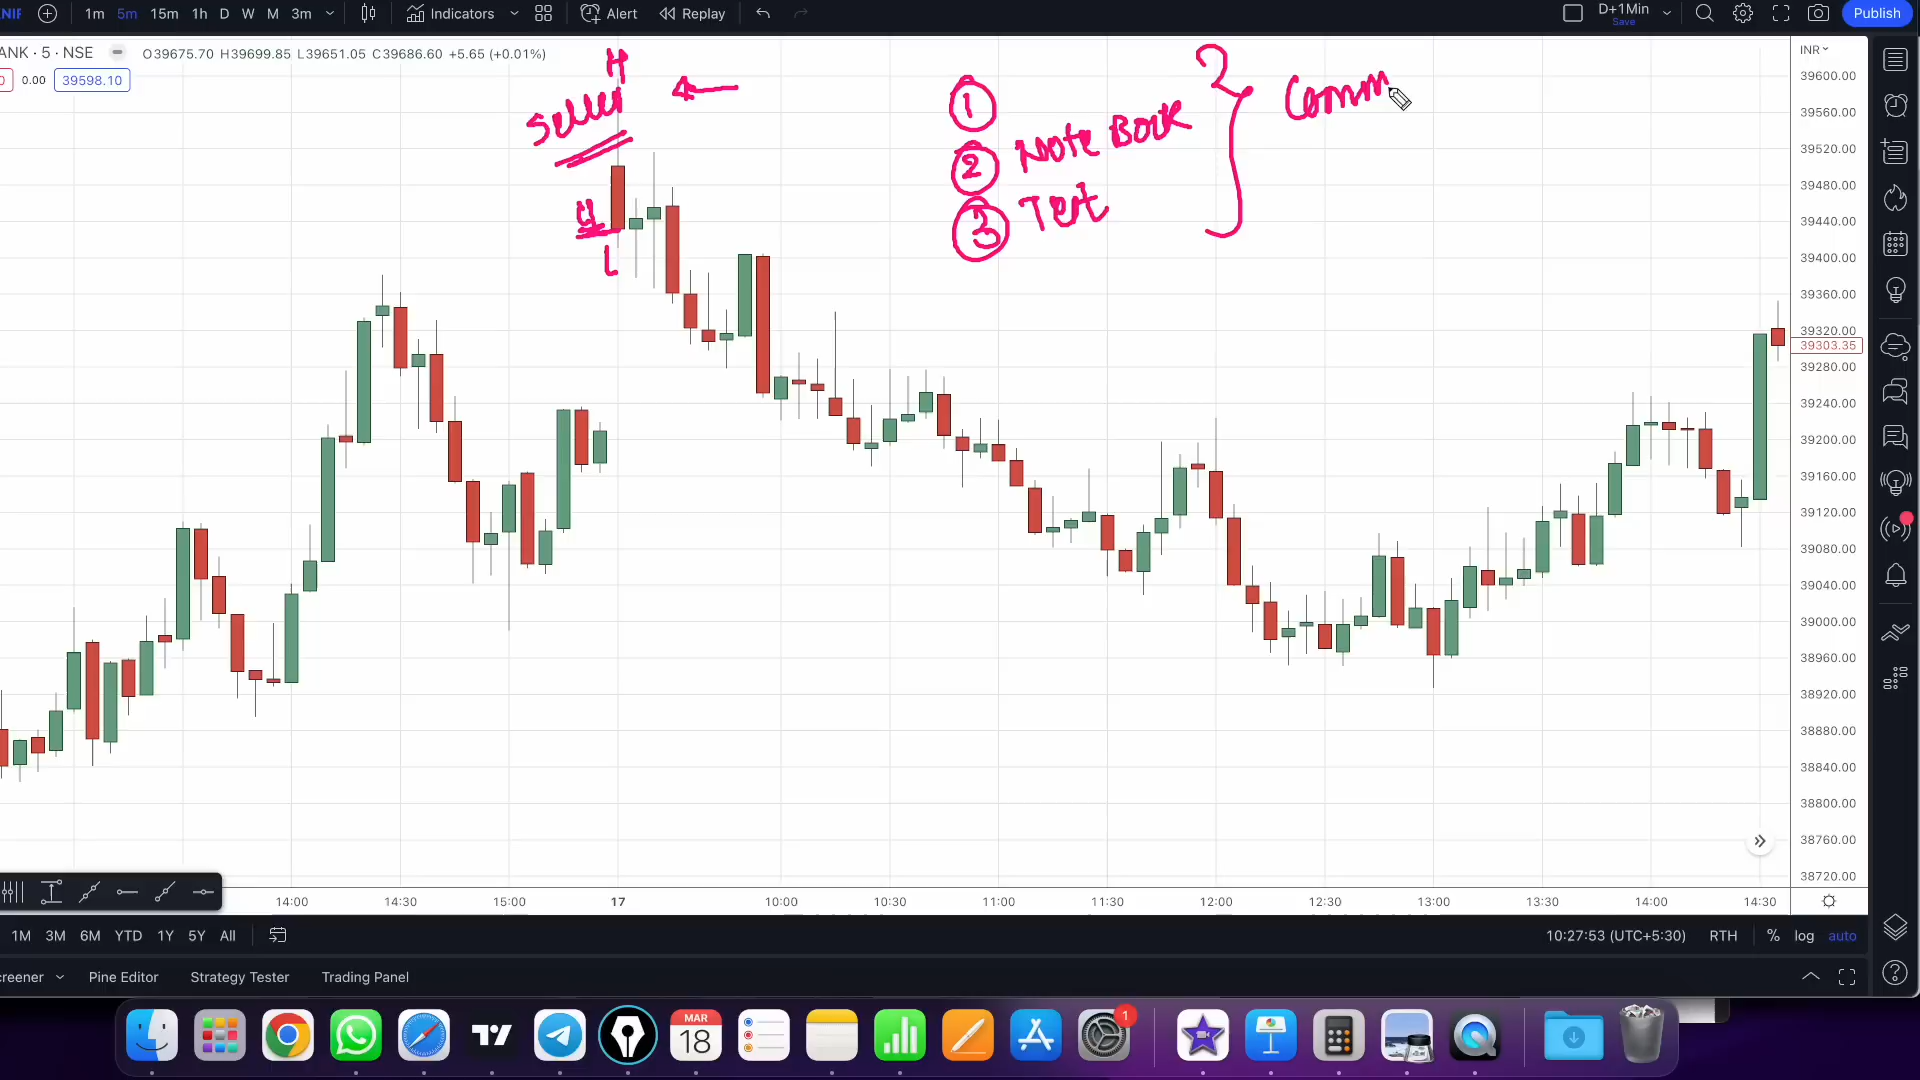 NIF 1m 5m 15m 1h D W M 3m Indicators Alert Replay D+1Min Save Publish
ANK · 5 · NSE O39675.70 H39699.85 L39651.05 C39686.60 +5.65 (+0.01%)
0 0.00 39598.10
INR
H
Seller
L
1
2 Note Book
3 Test
Comm
39600.00
39560.00
39520.00
39480.00
39440.00
39400.00
39360.00
39320.00
39303.35
39280.00
39240.00
39200.00
39160.00
39120.00
39080.00
39040.00
39000.00
38960.00
38920.00
38880.00
38840.00
38800.00
38760.00
38720.00
14:00 14:30 15:00 17 10:00 10:30 11:00 11:30 12:00 12:30 13:00 13:30 14:00 14:30
1M 3M 6M YTD 1Y 5Y All 10:27:53 (UTC+5:30) RTH % log auto
creener Pine Editor Strategy Tester Trading Panel
MAR
18
1